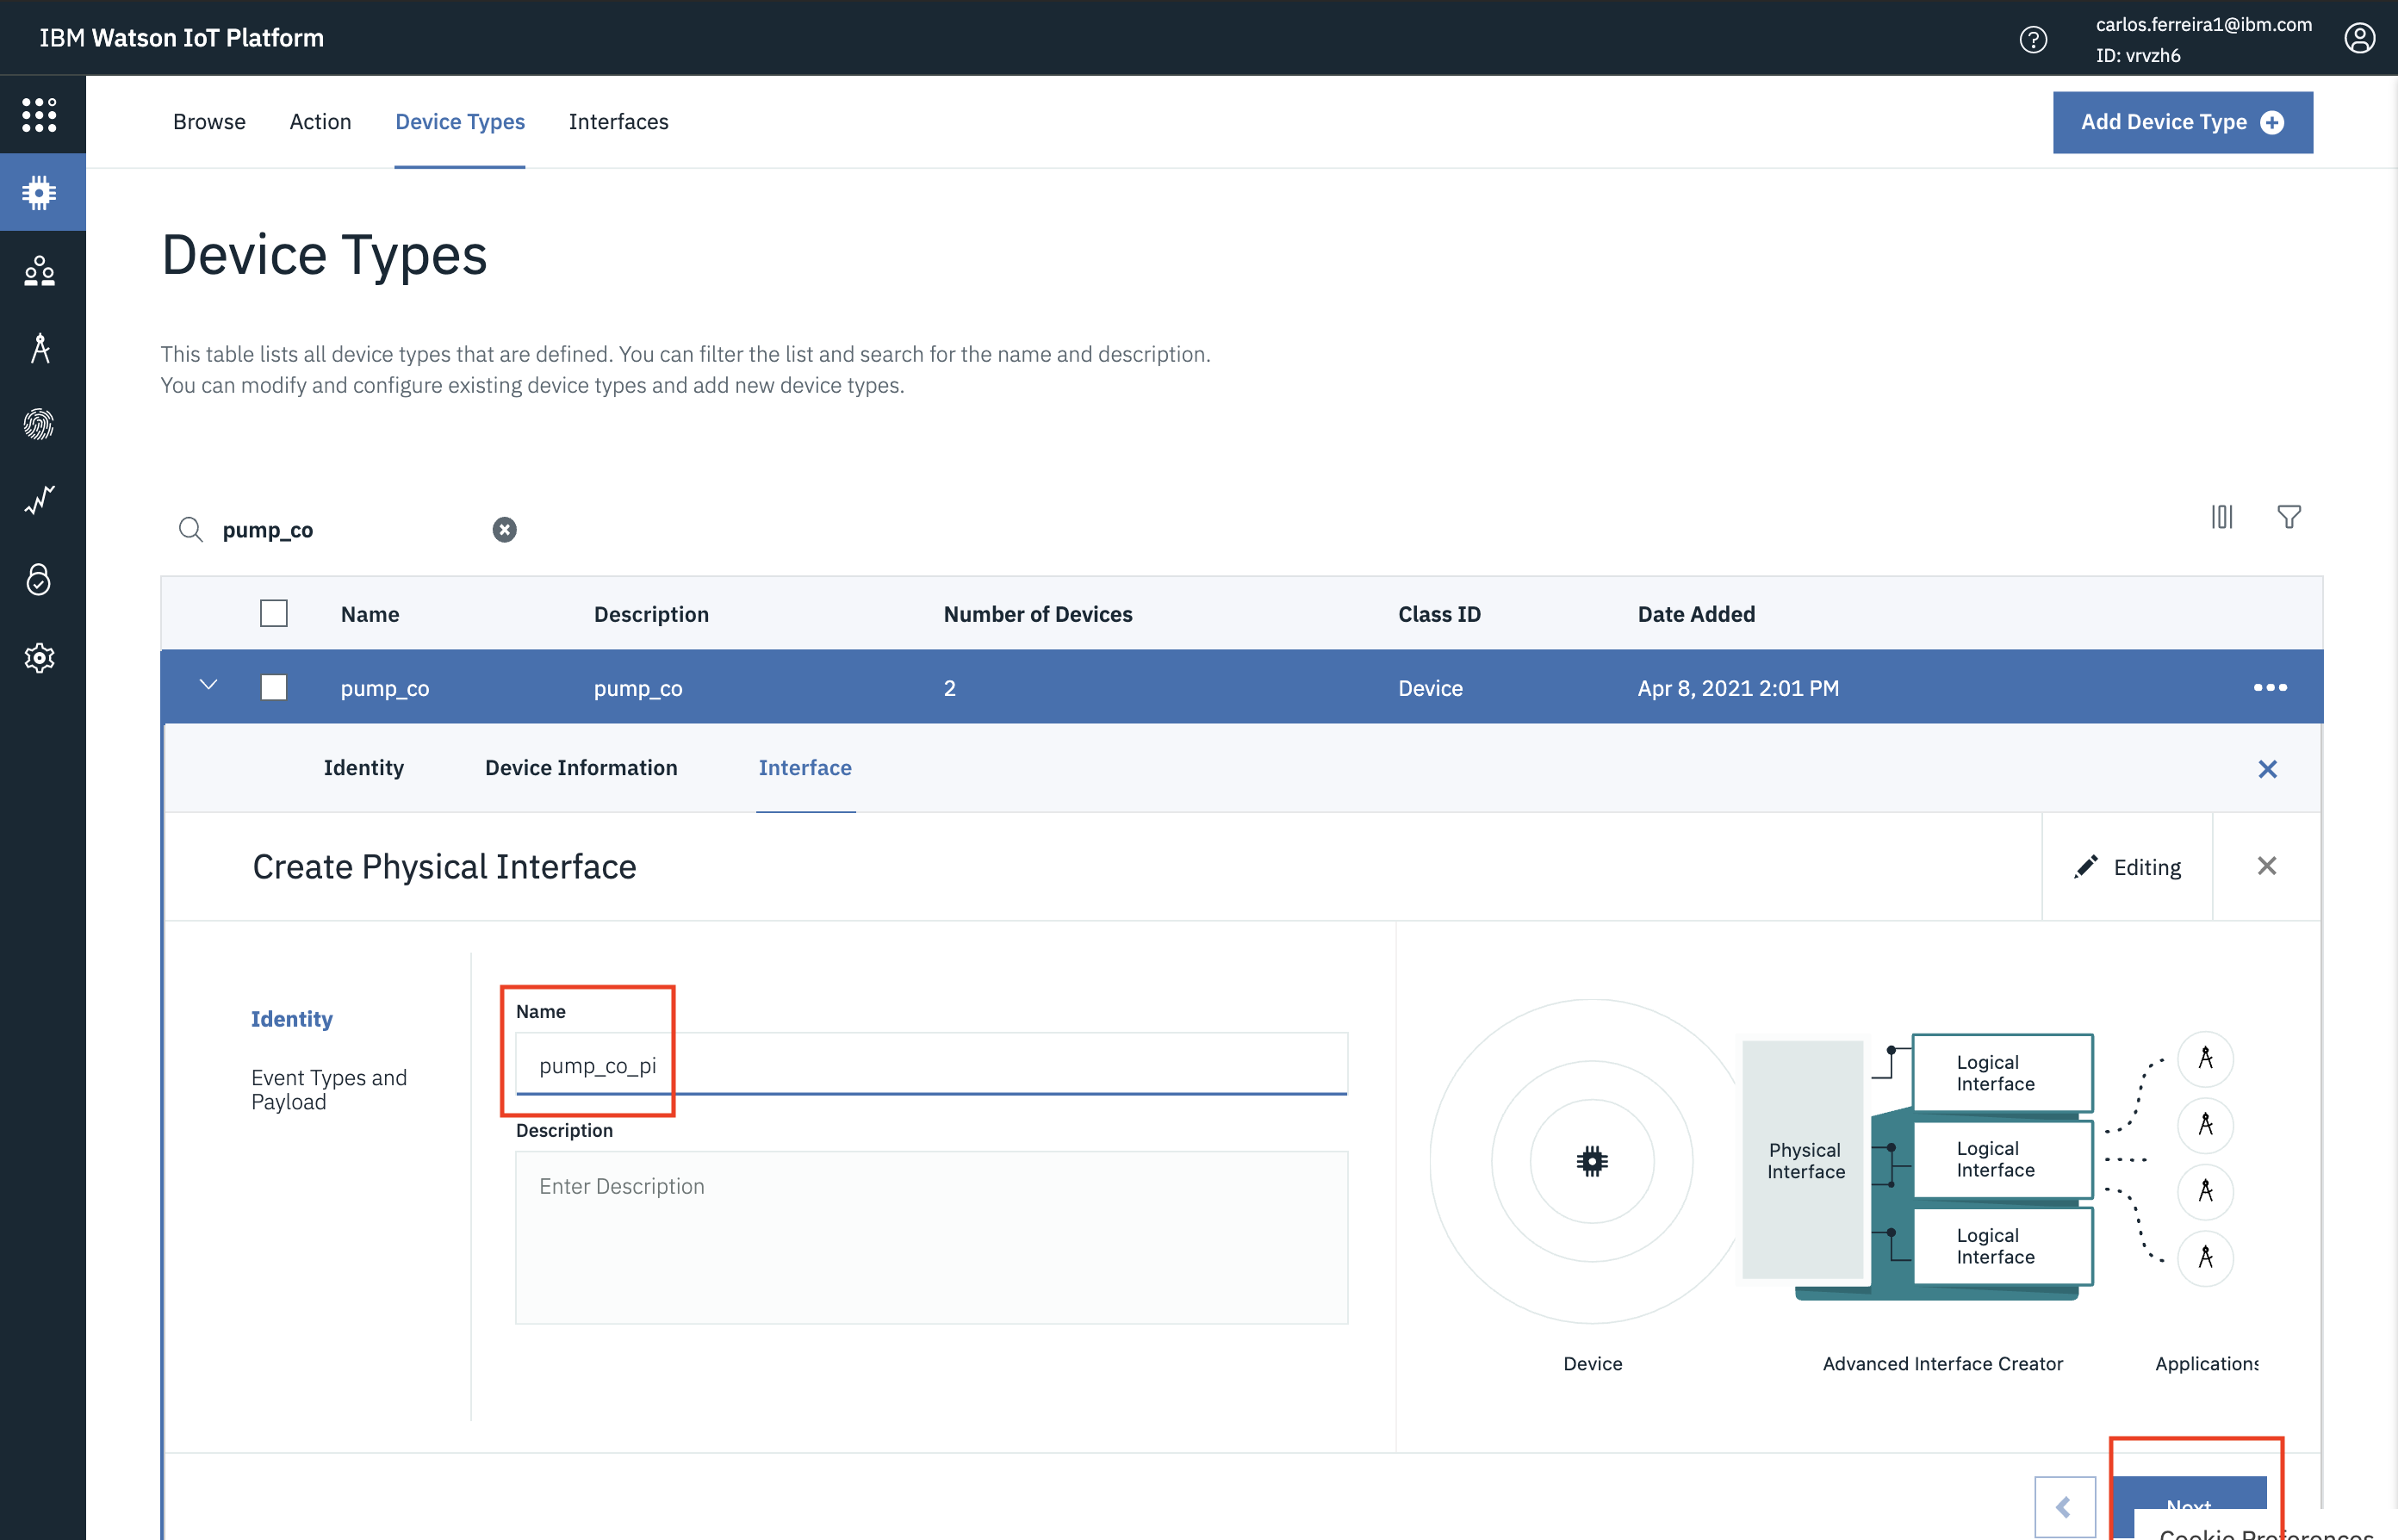 IBM Watson IoT Platform
carlos.ferreira1@ibm.com
ID: vrvzh6
Browse
Action
Device Types
Interfaces
Add Device Type
Device Types
This table lists all device types that are defined. You can filter the list and search for the name and description.
You can modify and configure existing device types and add new device types.
pump_co
Name
Description
Number of Devices
Class ID
Date Added
pump_co
pump_co
2
Device
Apr 8, 2021 2:01 PM
Identity
Device Information
Interface
Create Physical Interface
Editing
Identity
Event Types and
Payload
Name
pump_co_pi
Description
Enter Description
Physical
Interface
Logical
Interface
Logical
Interface
Logical
Interface
Device
Advanced Interface Creator
Applications
Next
Cookie Preferences